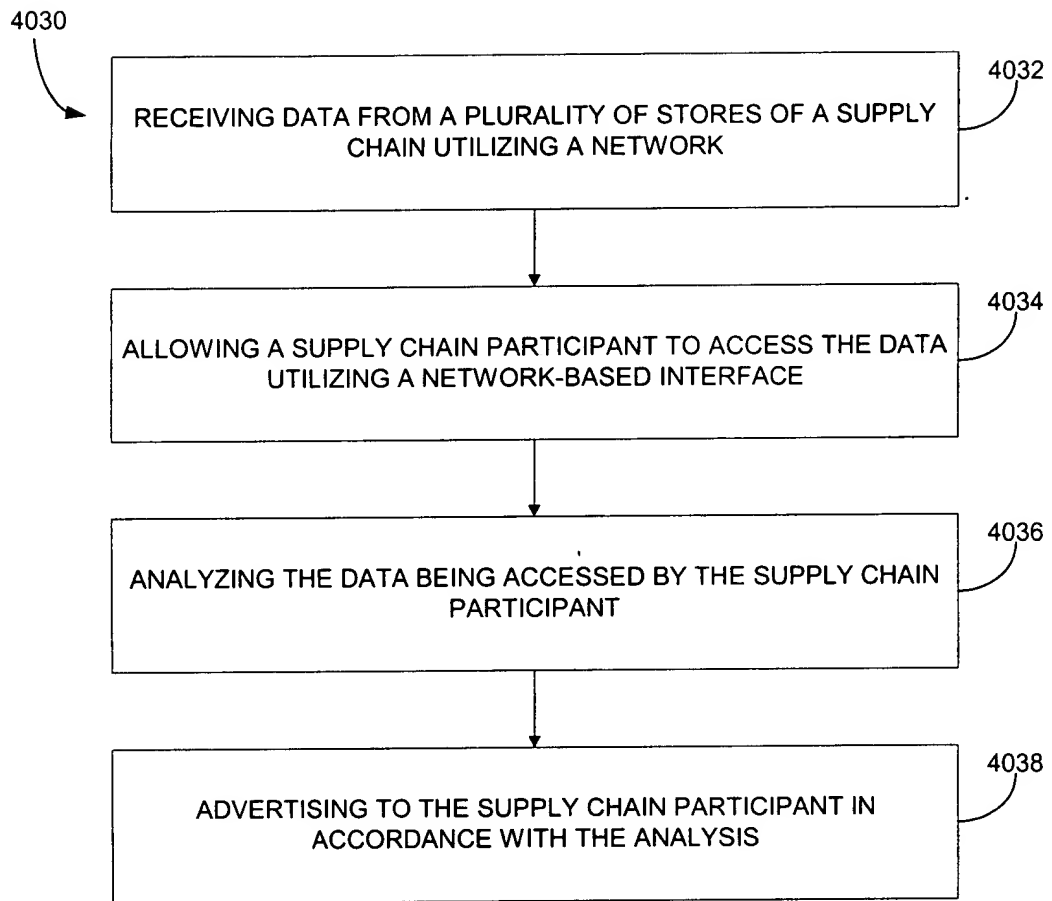 4030
4032
RECEIVING DATA FROM A PLURALITY OF STORES OF A SUPPLY
CHAIN UTILIZING A NETWORK
4034
ALLOWING A SUPPLY CHAIN PARTICIPANT TO ACCESS THE DATA
UTILIZING A NETWORK-BASED INTERFACE
4036
ANALYZING THE DATA BEING ACCESSED BY THE SUPPLY CHAIN
PARTICIPANT
4038
ADVERTISING TO THE SUPPLY CHAIN PARTICIPANT IN
ACCORDANCE WITH THE ANALYSIS